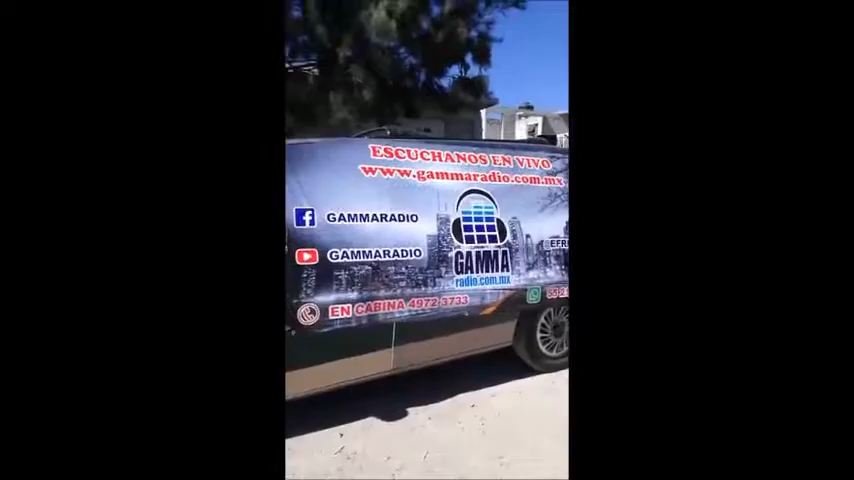 ESCUCHANOS EN VIVO
www.gammaradio.com.mx
GAMMARADIO
GAMMARADIO
GAMMA
radio.com.mx
EN CABINA 4972-3733